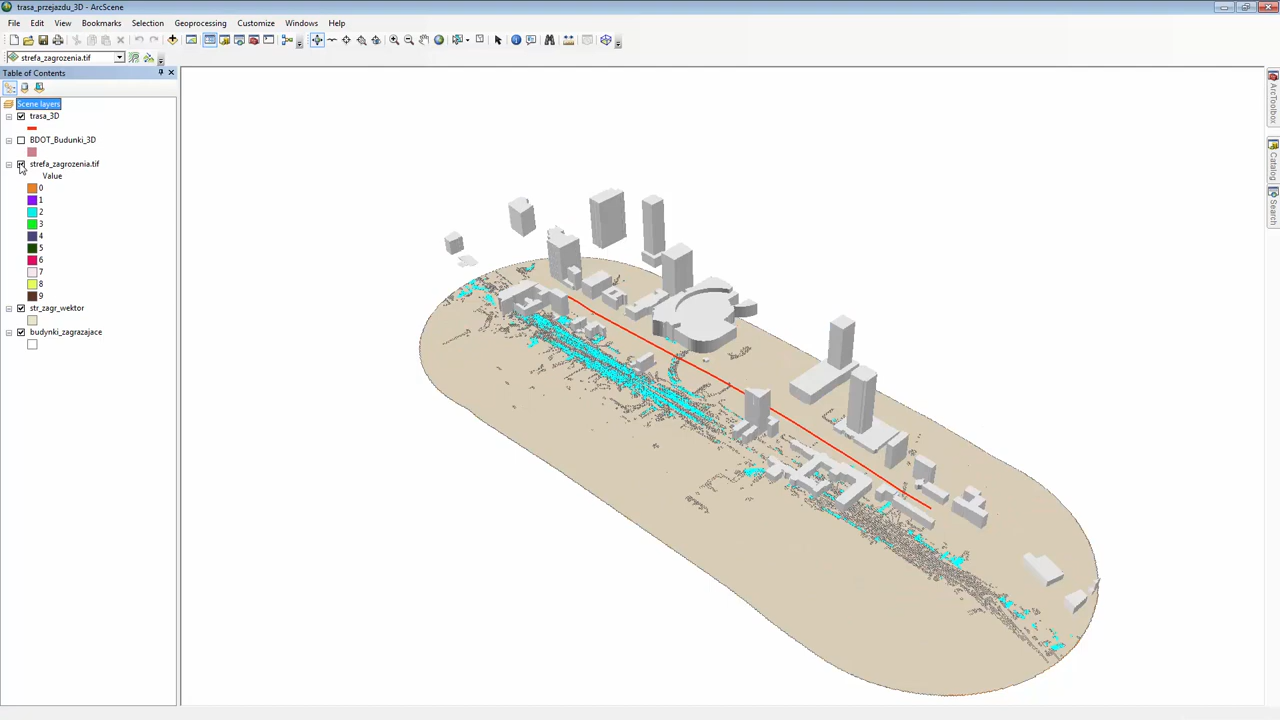 trasa_przejazdu_3D - ArcScene
File Edit View Bookmarks Selection Geoprocessing Customize Windows Help
strefa_zagrozenia.tif
Table of Contents
Scene layers
trasa_3D
BDOT_Budunki_3D
strefa_zagrozenia.tif
Value
0
1
2
3
4
5
6
7
8
9
str_zagr_wektor
budynki_zagrazajace
ArcToolbox
Catalog
Search